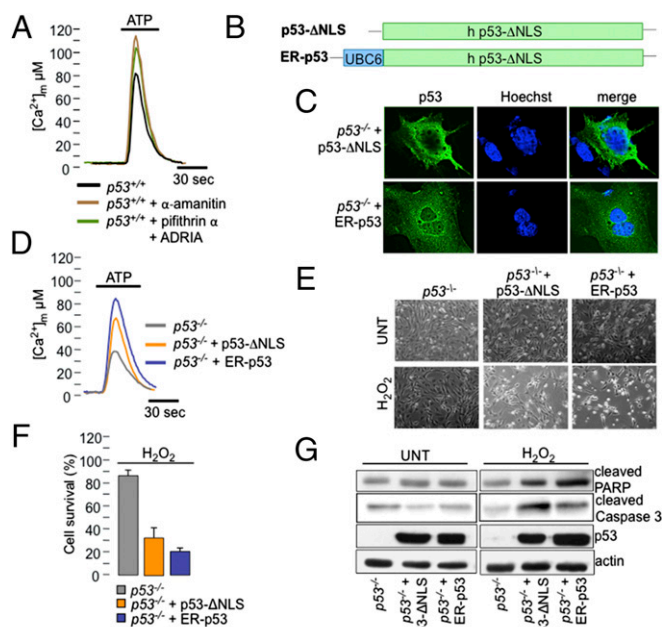 A
ATP
[Ca2+]m µM
120
100
80
60
40
20
0
30 sec
p53+/+
p53+/+ + α-amanitin
p53+/+ + pifithrin α
+ ADRIA
B
p53-ΔNLS
h p53-ΔNLS
ER-p53
UBC6
h p53-ΔNLS
C
p53
Hoechst
merge
p53-/- +
p53-ΔNLS
p53-/- +
ER-p53
D
ATP
[Ca2+]m µM
120
100
80
60
40
20
0
p53-/-
p53-/- + p53-ΔNLS
p53-/- + ER-p53
30 sec
E
p53-\-
p53-\- +
p53-ΔNLS
p53-\- +
ER-p53
UNT
H2O2
F
H2O2
Cell survival (%)
120
100
80
60
40
20
0
p53-/-
p53-/- + p53-ΔNLS
p53-/- + ER-p53
G
UNT
H2O2
cleaved
PARP
cleaved
Caspase 3
p53
actin
p53-/-
p53-/- +
3-ΔNLS
p53-/- +
ER-p53
p53-/-
p53-/- +
3-ΔNLS
p53-/- +
ER-p53